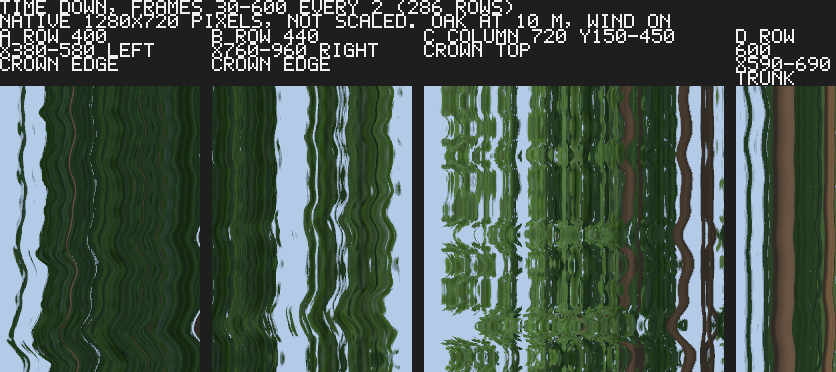 TIME DOWN, FRAMES 30-600 EVERY 2 (286 ROWS)
NATIVE 1280X720 PIXELS, NOT SCALED. OAK AT 10 M, WIND ON
A ROW 400
X380-580 LEFT
CROWN EDGE
B ROW 440
X760-960 RIGHT
CROWN EDGE
C COLUMN 720 Y150-450
CROWN TOP
D ROW
600
X590-690
TRUNK